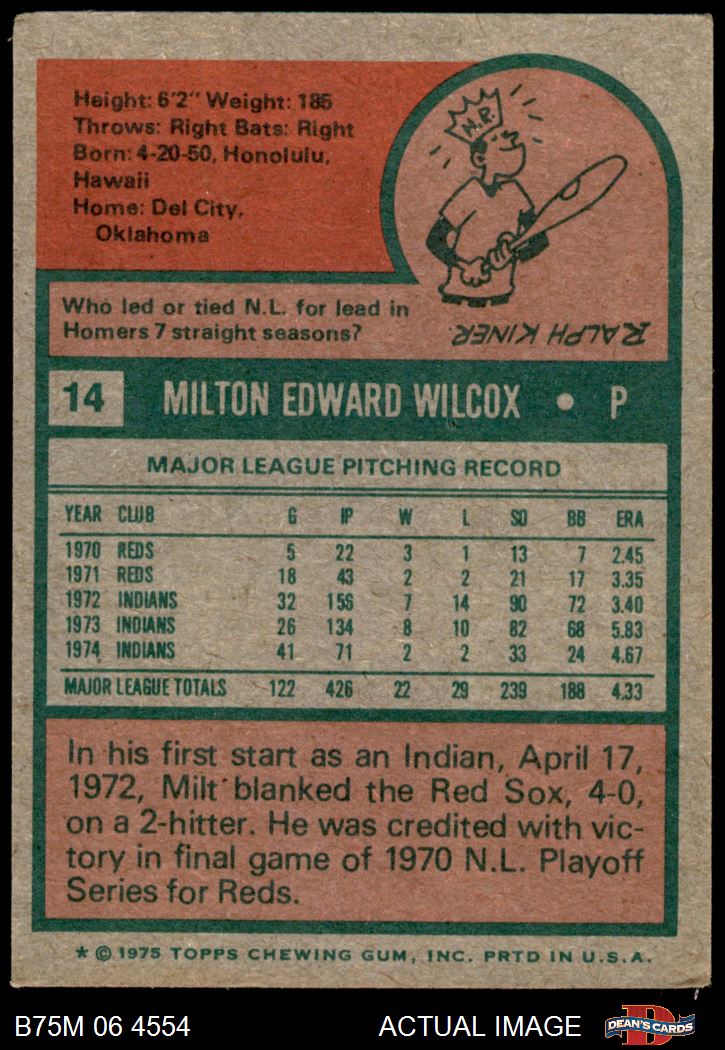 Height: 6'2" Weight: 185
Throws: Right Bats: Right
Born: 4-20-50, Honolulu,
Hawaii
Home: Del City,
Oklahoma
H.R.
Who led or tied N.L. for lead in
Homers 7 straight seasons?
RALPH KINER
14 MILTON EDWARD WILCOX • P
MAJOR LEAGUE PITCHING RECORD
YEAR CLUB G IP W L SO BB ERA
1970 REDS 5 22 3 1 13 7 2.45
1971 REDS 18 43 2 2 21 17 3.35
1972 INDIANS 32 156 7 14 90 72 3.40
1973 INDIANS 26 134 8 10 82 68 5.83
1974 INDIANS 41 71 2 2 33 24 4.67
MAJOR LEAGUE TOTALS 122 426 22 29 239 188 4.33
In his first start as an Indian, April 17,
1972, Milt blanked the Red Sox, 4-0,
on a 2-hitter. He was credited with vic-
tory in final game of 1970 N.L. Playoff
Series for Reds.
* © 1975 TOPPS CHEWING GUM, INC. PRTD IN U.S.A.
B75M 06 4554 ACTUAL IMAGE
D
DEAN'S CARDS